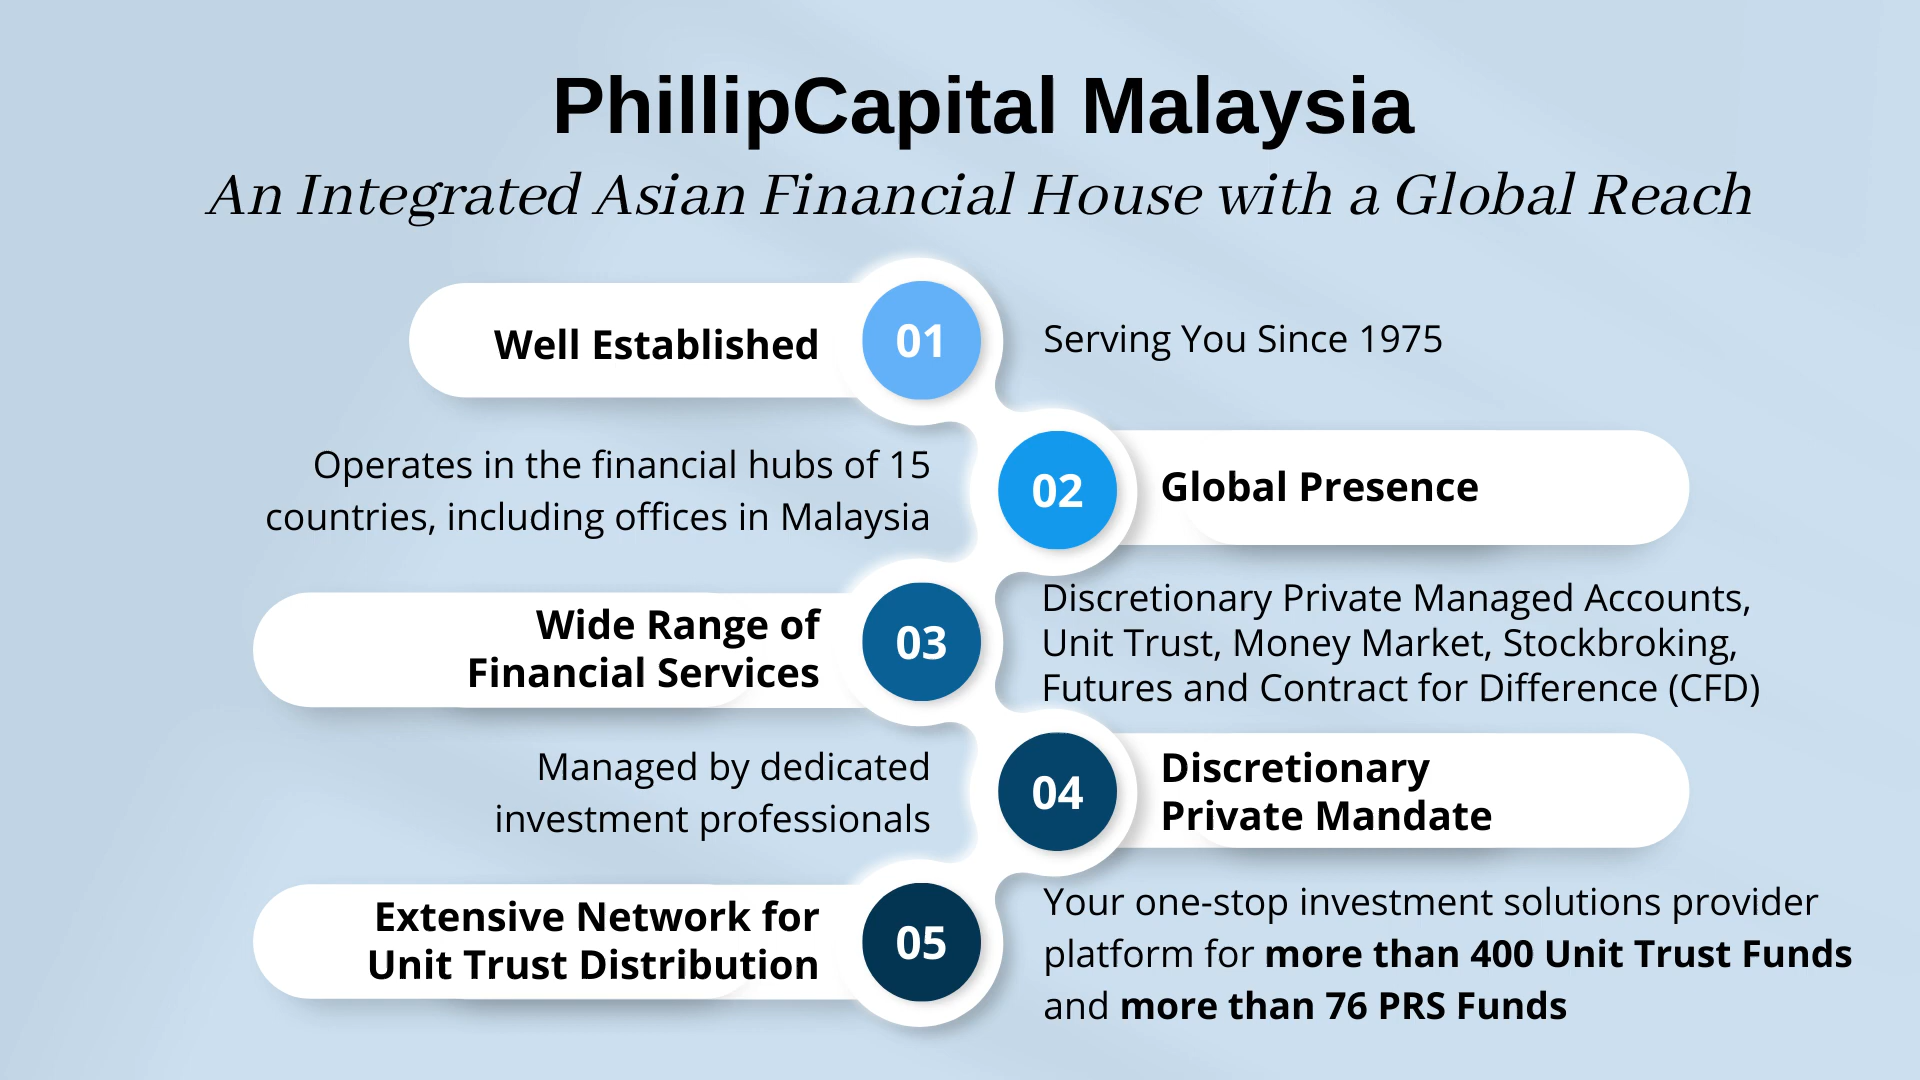 PhillipCapital Malaysia
An Integrated Asian Financial House with a Global Reach
Well Established
01
Serving You Since 1975
Operates in the financial hubs of 15
countries, including offices in Malaysia
02
Global Presence
Wide Range of
Financial Services
03
Discretionary Private Managed Accounts,
Unit Trust, Money Market, Stockbroking,
Futures and Contract for Difference (CFD)
Managed by dedicated
investment professionals
04
Discretionary
Private Mandate
Extensive Network for
Unit Trust Distribution
05
Your one-stop investment solutions provider
platform for more than 400 Unit Trust Funds
and more than 76 PRS Funds